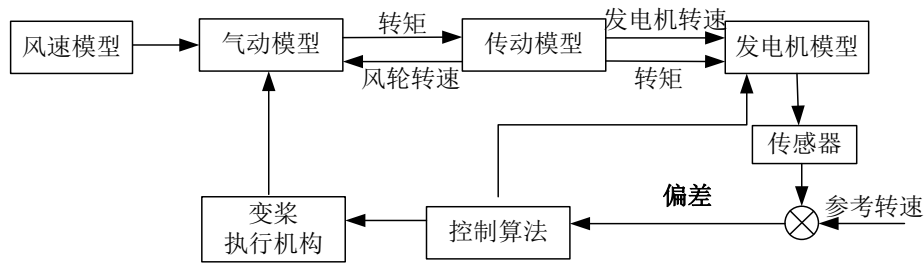 转矩
发电机转速
风速模型
气动模型
传动模型
发电机模型
风轮转速
转矩
传感器
偏差
参考转速
变桨
执行机构
控制算法